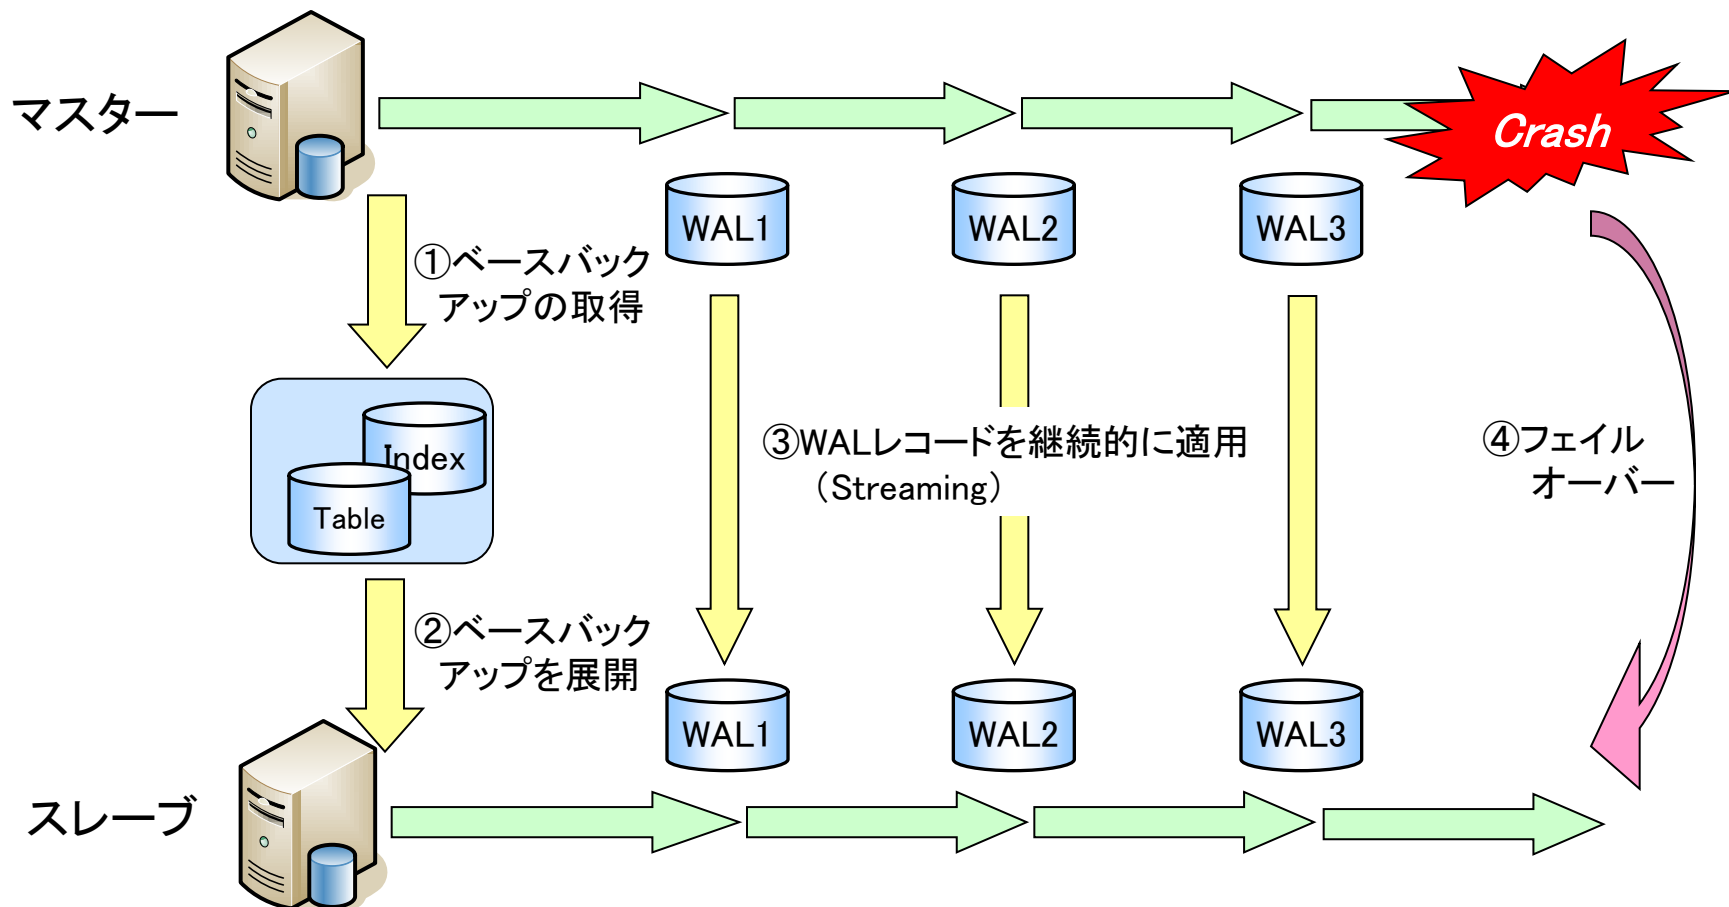 マスター
Crash
WAL1
WAL2
WAL3
①ベースバック
アップの取得
Index
Table
③WALレコードを継続的に適用
（Streaming）
④フェイル
オーバー
②ベースバック
アップを展開
WAL1
WAL2
WAL3
スレーブ